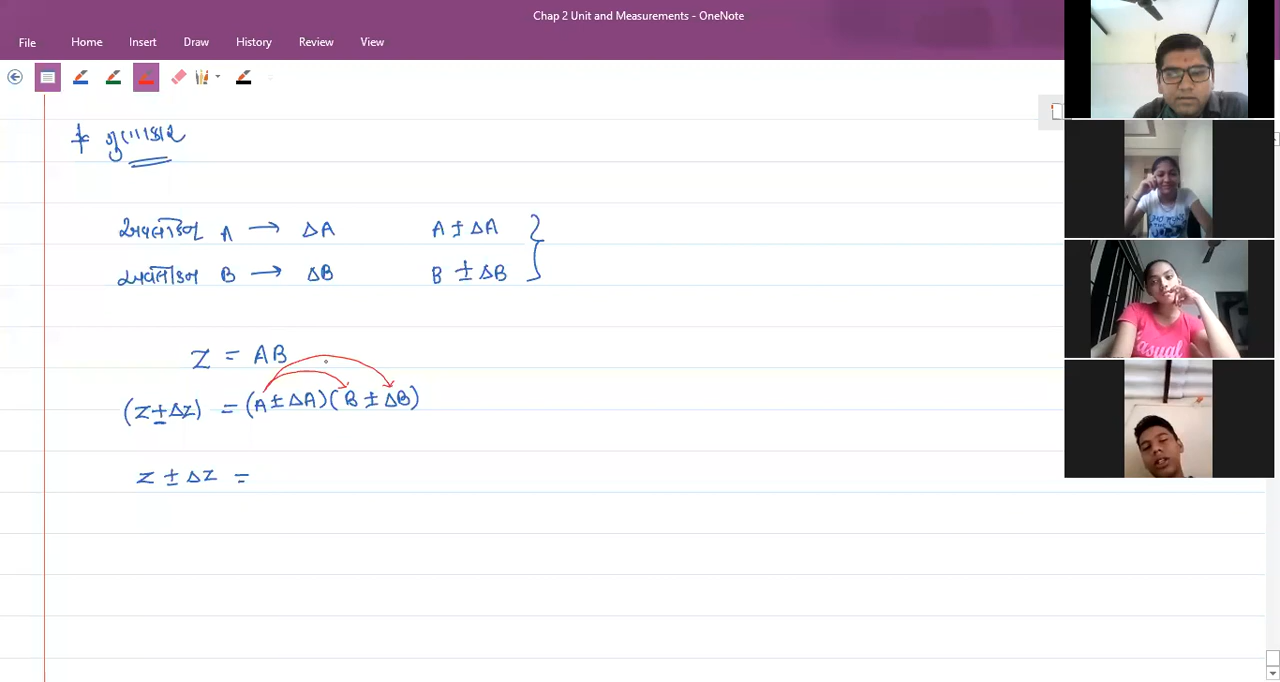 Chap 2 Unit and Measurements - OneNote
File Home Insert Draw History Review View
* ગુણાકાર
અવલોકન A → ΔA A ± ΔA
અવલોકન B → ΔB B ± ΔB
Z = AB
(Z ± ΔZ) = (A ± ΔA)(B ± ΔB)
Z ± ΔZ =